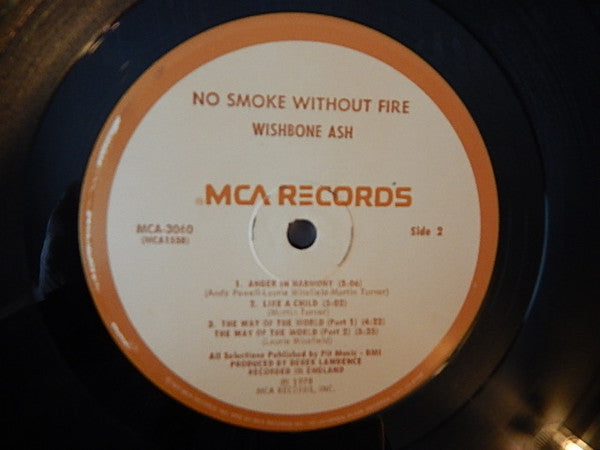 NO SMOKE WITHOUT FIRE
WISHBONE ASH
MCA RECORDS
MCA-3060 Side 2
(MCA1538)
1. ANGER IN HARMONY (5:06)
(Andy Powell-Laurie Wisefield-Martin Turner)
2. LIKE A CHILD (5:02)
(Martin Turner)
3. THE WAY OF THE WORLD (Part 1) (4:22)
THE WAY OF THE WORLD (Part 2) (5:35)
(Laurie Wisefield)
All Selections Published by Pit Music - BMI
PRODUCED BY DEREK LAWRENCE
RECORDED IN ENGLAND
℗ 1978
MCA RECORDS, INC.